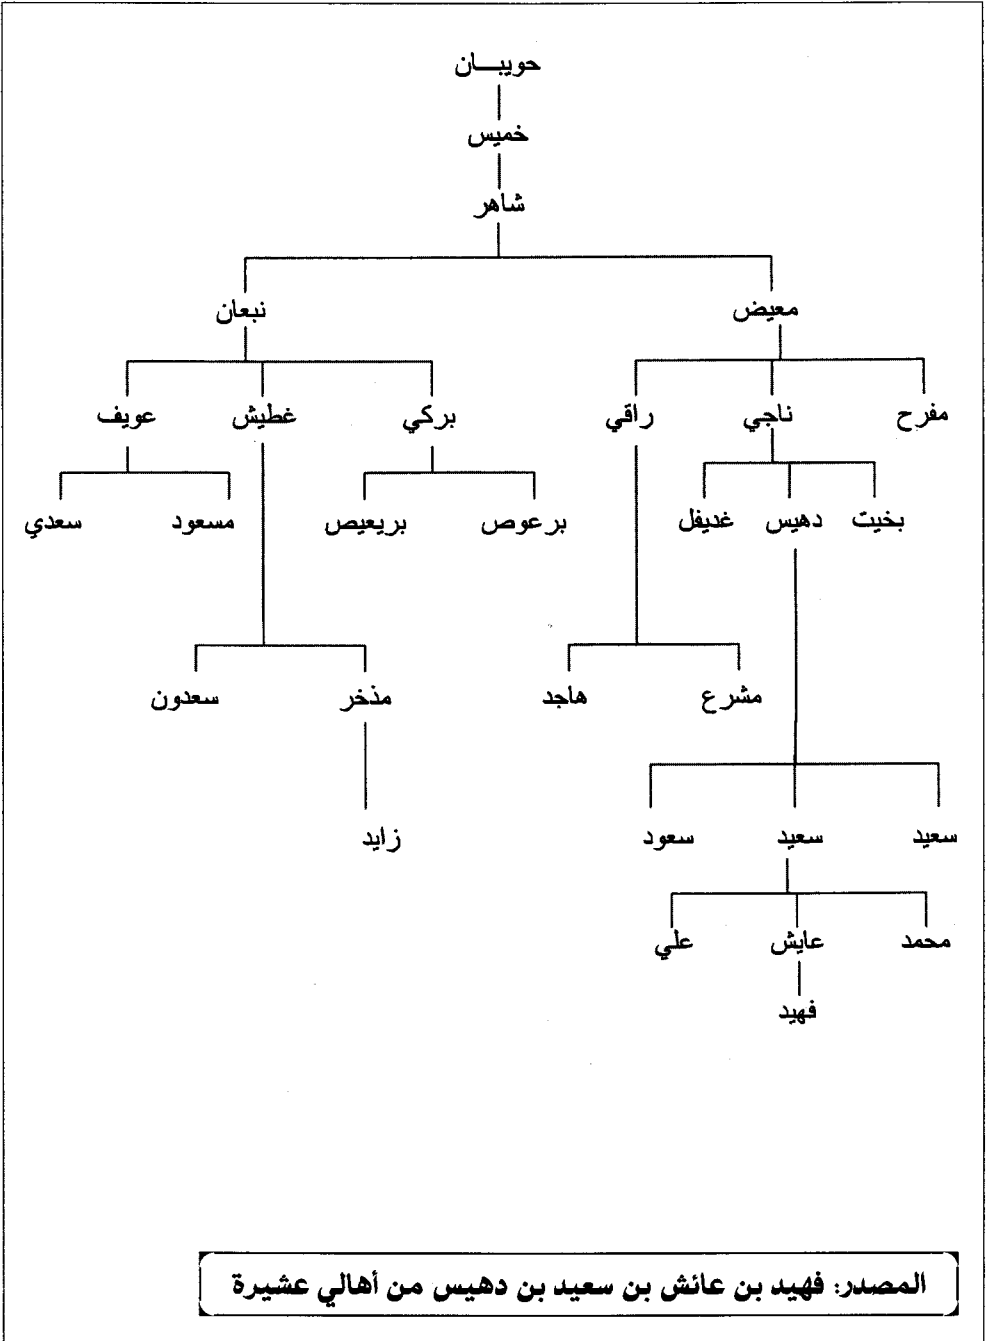 حويبـــان
خميس
شاهر
معيض نبعان
مفرح ناجي راقي بركي غطيش عويف
بخيت دهيس غديفل برعوص بريعيص مسعود سعدي
مشرع هاجد مذخر سعدون
سعيد سعيد سعود زايد
محمد عايش علي
فهيد
المصدر: فهيد بن عائش بن سعيد بن دهيس من أهالي عشيرة